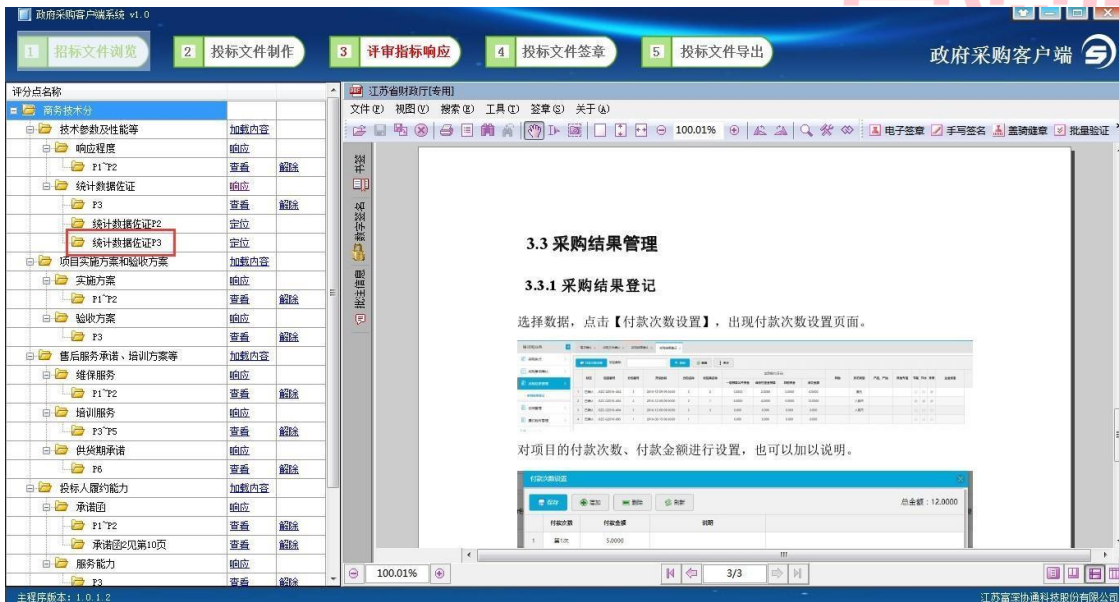 政府采购客户端系统 v1.0
1 招标文件浏览 2 投标文件制作 3 评审指标响应 4 投标文件签章 5 投标文件导出 政府采购客户端
评分点名称
商务技术分
技术参数及性能等 加载内容
响应程度 响应
P1~P2 查看 解除
统计数据佐证 响应
P3 查看 解除
统计数据佐证P2 定位
统计数据佐证P3 定位
项目实施方案和验收方案 加载内容
实施方案 响应
P1~P2 查看 解除
验收方案 响应
P3 查看 解除
售后服务承诺、培训方案等 加载内容
维保服务 响应
P1~P2 查看 解除
培训服务 响应
P3~P5 查看 解除
供货期承诺 响应
P6 查看 解除
投标人履约能力 加载内容
承诺函 响应
P1~P2 查看 解除
承诺函2见第10页 查看 解除
服务能力 响应
P3 查看 解除
江苏省财政厅[专用]
文件(F) 视图(V) 搜索(R) 工具(T) 签章(S) 关于(A)
100.01% 电子签章 手写签名 盖骑缝章 批量验证
书签
数字签名
批注信息
3.3 采购结果管理
3.3.1 采购结果登记
选择数据，点击【付款次数设置】，出现付款次数设置页面。
对项目的付款次数、付款金额进行设置，也可以加以说明。
付款次数设置
保存 增加 删除 刷新 总金额：12.0000
付款次数 付款金额 说明
1 第1次 5.0000
100.01% 3/3
主程序版本：1.0.1.2 江苏富深协通科技股份有限公司